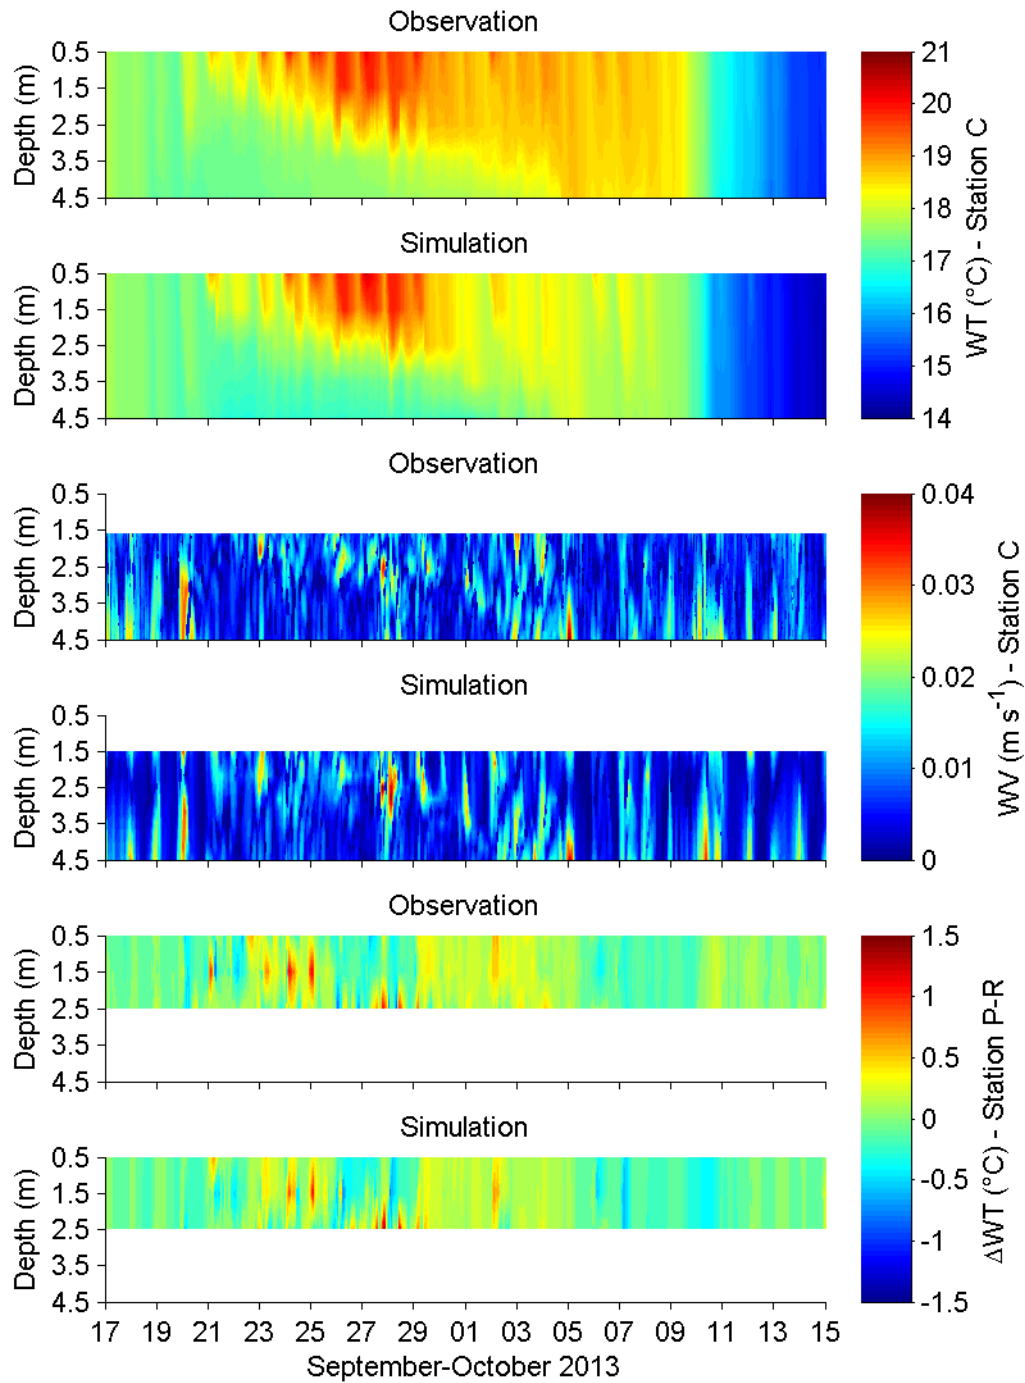 Observation
0.5
1.5
2.5
3.5
4.5
Depth (m)
Simulation
0.5
1.5
2.5
3.5
4.5
Depth (m)
21
20
19
18
17
16
15
14
WT (°C) - Station C
Observation
0.5
1.5
2.5
3.5
4.5
Depth (m)
Simulation
0.5
1.5
2.5
3.5
4.5
Depth (m)
0.04
0.03
0.02
0.01
0
WV (m s⁻¹) - Station C
Observation
0.5
1.5
2.5
3.5
4.5
Depth (m)
Simulation
0.5
1.5
2.5
3.5
4.5
Depth (m)
1.5
1
0.5
0
-0.5
-1
-1.5
ΔWT (°C) - Station P-R
17 19 21 23 25 27 29 01 03 05 07 09 11 13 15
September-October 2013